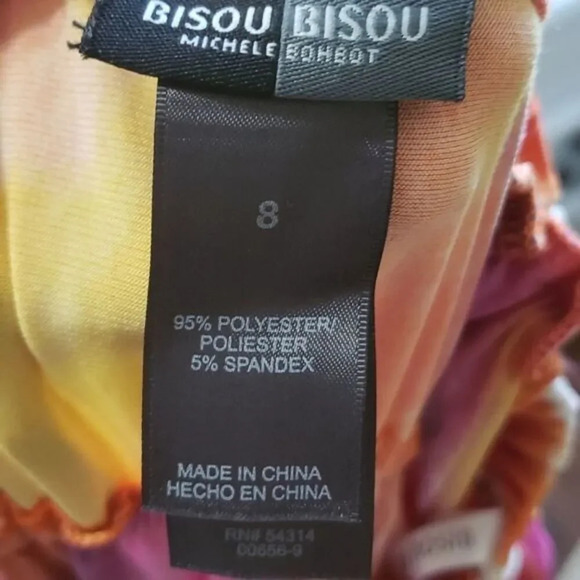 BISOU BISOU
MICHELE BOHBOT
8
95% POLYESTER/
POLIESTER
5% SPANDEX
MADE IN CHINA
HECHO EN CHINA
RN# 54314
00656-9